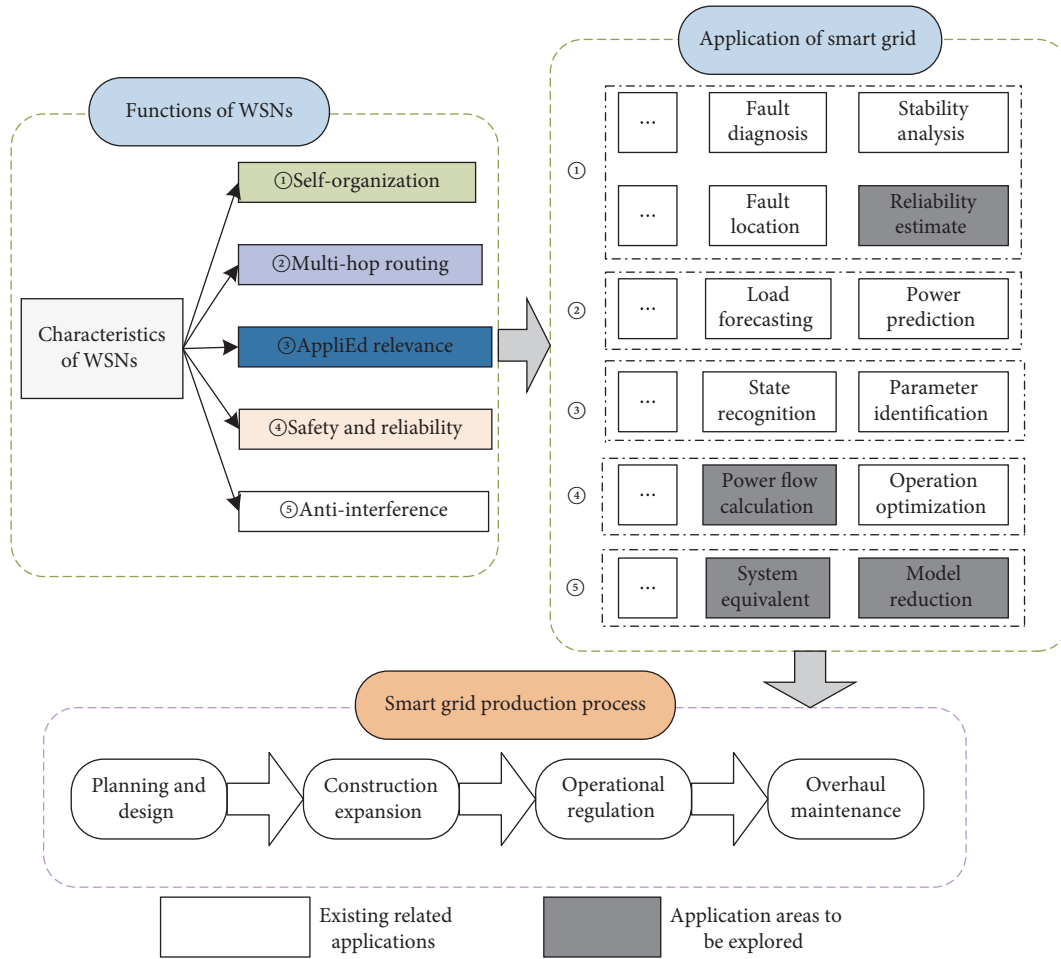 Functions of WSNs
Characteristics
of WSNs
①Self-organization
②Multi-hop routing
③AppliEd relevance
④Safety and reliability
⑤Anti-interference
Application of smart grid
①
...
Fault
diagnosis
Stability
analysis
...
Fault
location
Reliability
estimate
②
...
Load
forecasting
Power
prediction
③
...
State
recognition
Parameter
identification
④
...
Power flow
calculation
Operation
optimization
⑤
...
System
equivalent
Model
reduction
Smart grid production process
Planning and
design
Construction
expansion
Operational
regulation
Overhaul
maintenance
Existing related
applications
Application areas to
be explored